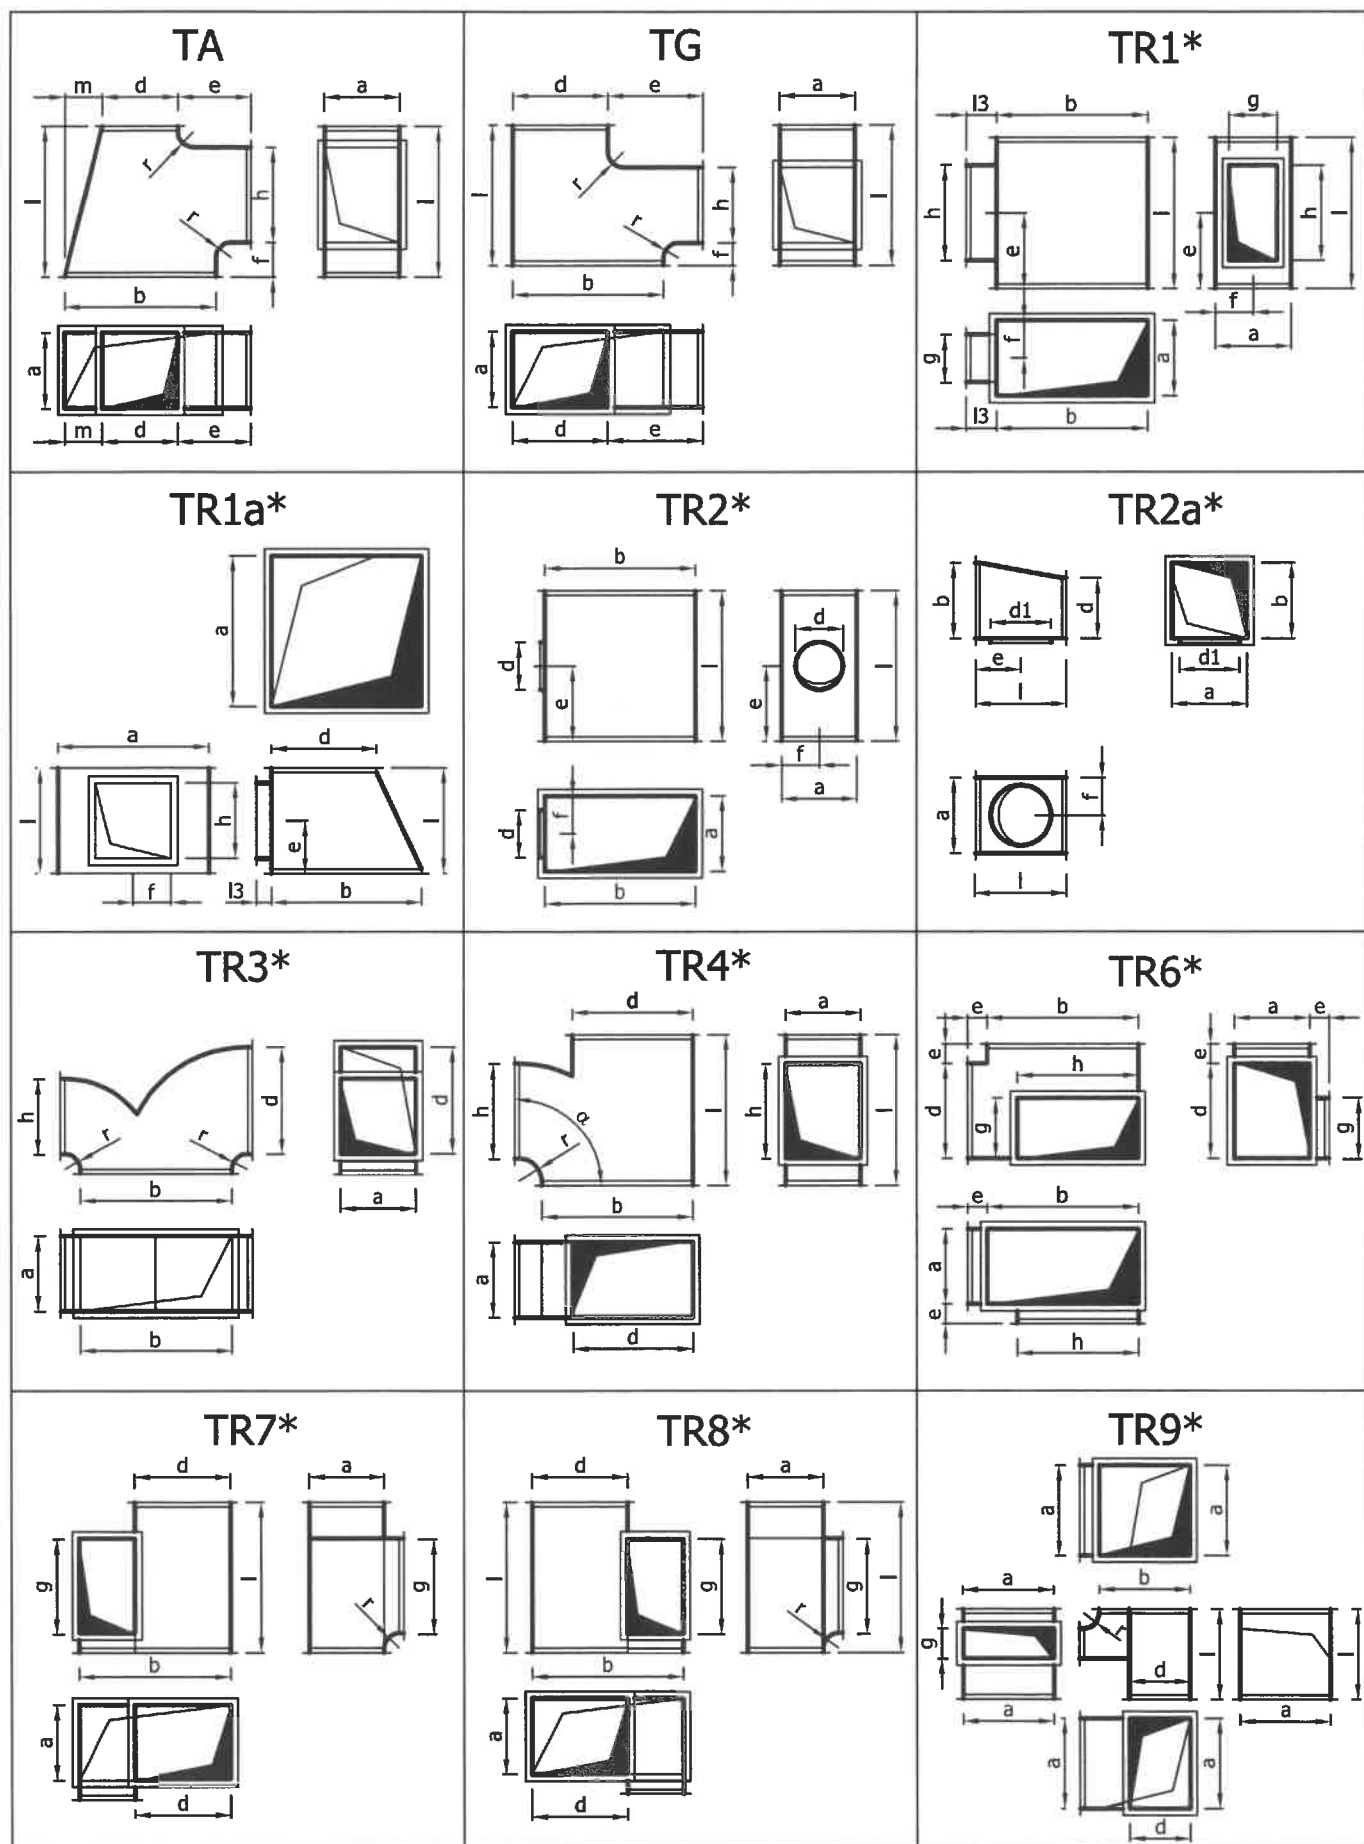 TA
m d e a
r
l h l
r
f
b
a
m d e
TG
d e a
r
l h l
r
f
b
a
d e
TR1*
l3 b g
h l h l
e e
f
f a
g a
l3 b
TR1a*
a
a d
l h l
e
f l3 b
TR2*
b
d
d l l
e e
f
f a
d a
b
TR2a*
b d b
d1 d1
e
l a
a f
l
TR3*
h d d
r r
b a
a
b
TR4*
d a
h α l h l
r
b
a
d
TR6*
e b a e
e e
h
d g d g
e b
a
e
h
TR7*
d a
g l g
r
b
a
d
TR8*
d a
l g g l
r
b
a
d
TR9*
a a
a b
g r l l
d
a a
a a
d